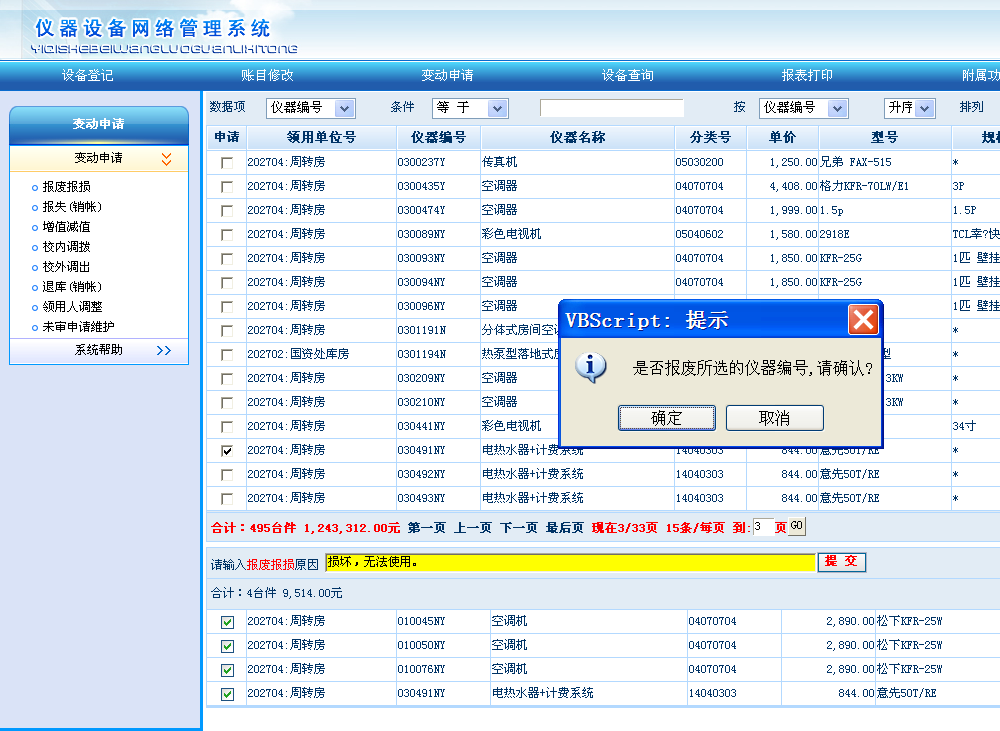 仪器设备网络管理系统
YIQISHEBEIWANGLUOGUANLIXITONG
设备登记 账目修改 变动申请 设备查询 报表打印 附属功
变动申请
变动申请
报废报损
报失(销帐)
增值减值
校内调拨
校外调出
退库(销帐)
领用人调整
未审申请维护
系统帮助 >>
数据项 仪器编号 条件 等 于 按 仪器编号 升序 排列
申请 领用单位号 仪器编号 仪器名称 分类号 单价 型号 规
202704:周转房 0300237Y 传真机 05030200 1,250.00 兄弟 FAX-515 *
202704:周转房 0300435Y 空调器 04070704 4,408.00 格力KFR-70LW/E1 3P
202704:周转房 0300474Y 空调器 04070704 1,999.00 1.5p 1.5P
202704:周转房 030089NY 彩色电视机 05040602 1,580.00 2918E TCL率?快
202704:周转房 030093NY 空调器 04070704 1,850.00 KFR-25G 1匹 壁挂
202704:周转房 030094NY 空调器 04070704 1,850.00 KFR-25G 1匹 壁挂
202704:周转房 030096NY 空调器 1匹 壁挂
202704:周转房 0301191N 分体式房间空 *
202702:国资处库房 0301194N 热泵型落地式 型 *
202704:周转房 030209NY 空调器 3KW *
202704:周转房 030210NY 空调器 3KW *
202704:周转房 030441NY 彩色电视机 34寸
202704:周转房 030491NY 电热水器+计费系统 14040303 844.00 意先50T/RE *
202704:周转房 030492NY 电热水器+计费系统 14040303 844.00 意先50T/RE *
202704:周转房 030493NY 电热水器+计费系统 14040303 844.00 意先50T/RE *
VBScript: 提示
是否报废所选的仪器编号,请确认?
确定 取消
合计：495台件 1,243,312.00元 第一页 上一页 下一页 最后页 现在3/33页 15条/每页 到: 3 页 GO
请输入报废报损原因 损坏，无法使用。 提 交
合计：4台件 9,514.00元
202704:周转房 010045NY 空调机 04070704 2,890.00 松下KFR-25W
202704:周转房 010050NY 空调机 04070704 2,890.00 松下KFR-25W
202704:周转房 010076NY 空调机 04070704 2,890.00 松下KFR-25W
202704:周转房 030491NY 电热水器+计费系统 14040303 844.00 意先50T/RE